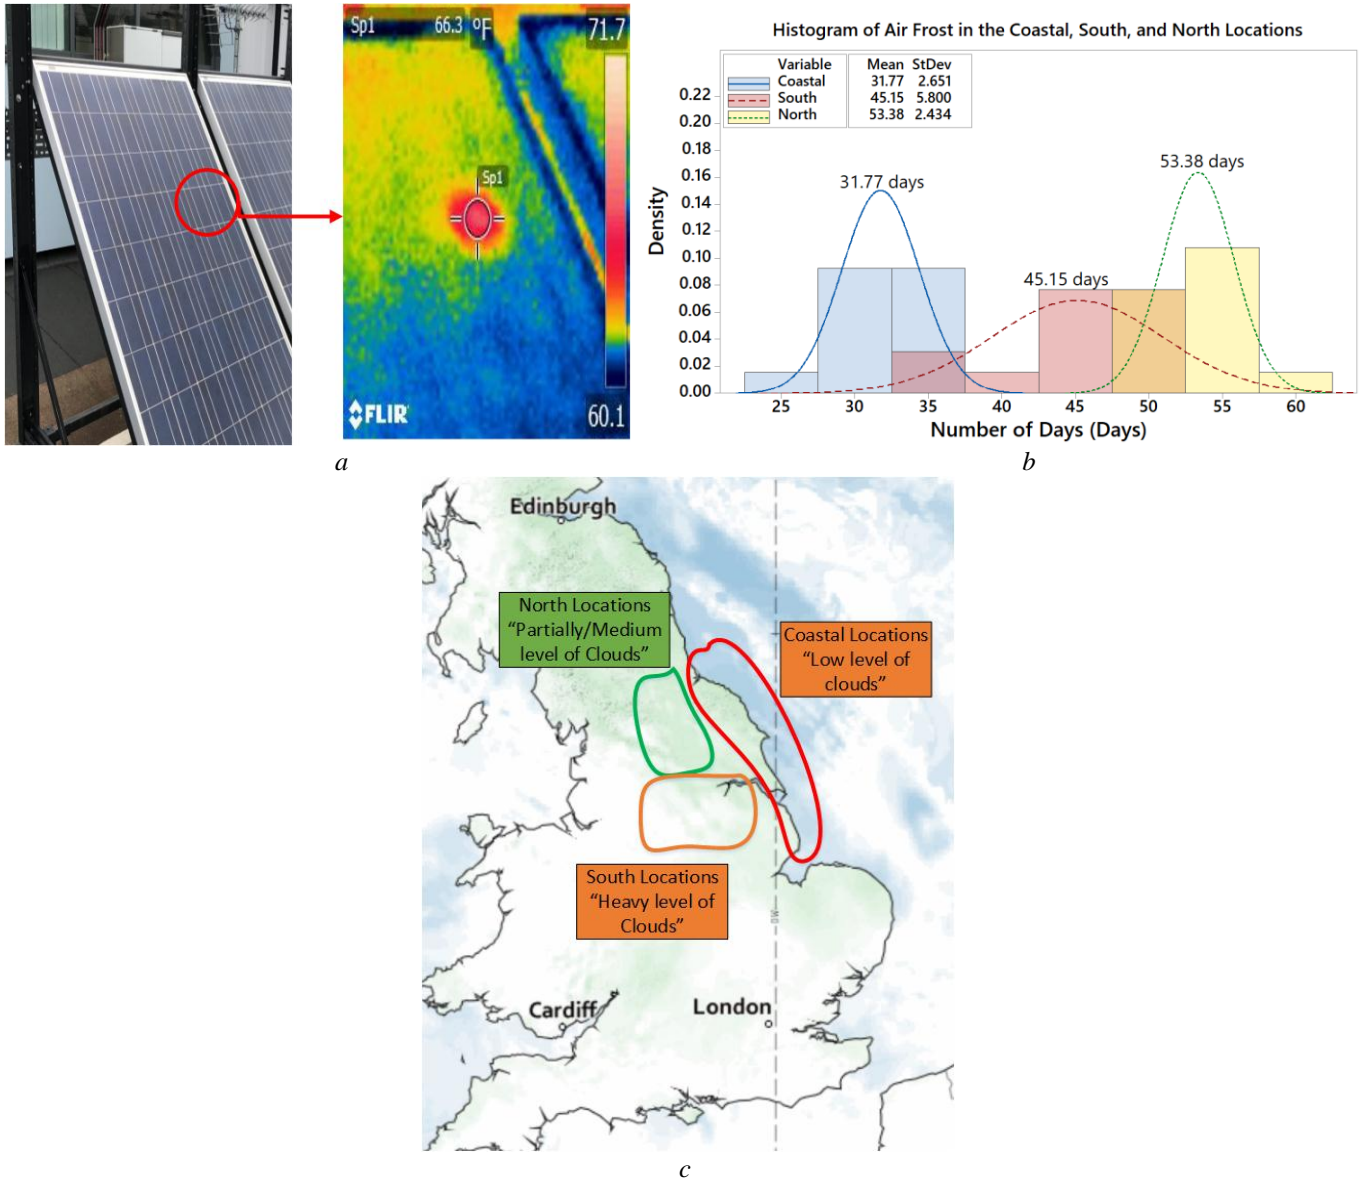 Sp1 66.3 °F 71.7
Sp1
FLIR 60.1
a
Histogram of Air Frost in the Coastal, South, and North Locations
Variable Mean StDev
Coastal 31.77 2.651
South 45.15 5.800
North 53.38 2.434
0.22
0.20
0.18
0.16
0.14
0.12
0.10
0.08
0.06
0.04
0.02
0.00
Density
31.77 days
45.15 days
53.38 days
25 30 35 40 45 50 55 60
Number of Days (Days)
b
Edinburgh
North Locations
“Partially/Medium
level of Clouds”
Coastal Locations
“Low level of
clouds”
South Locations
“Heavy level of
Clouds”
Cardiff
London
c